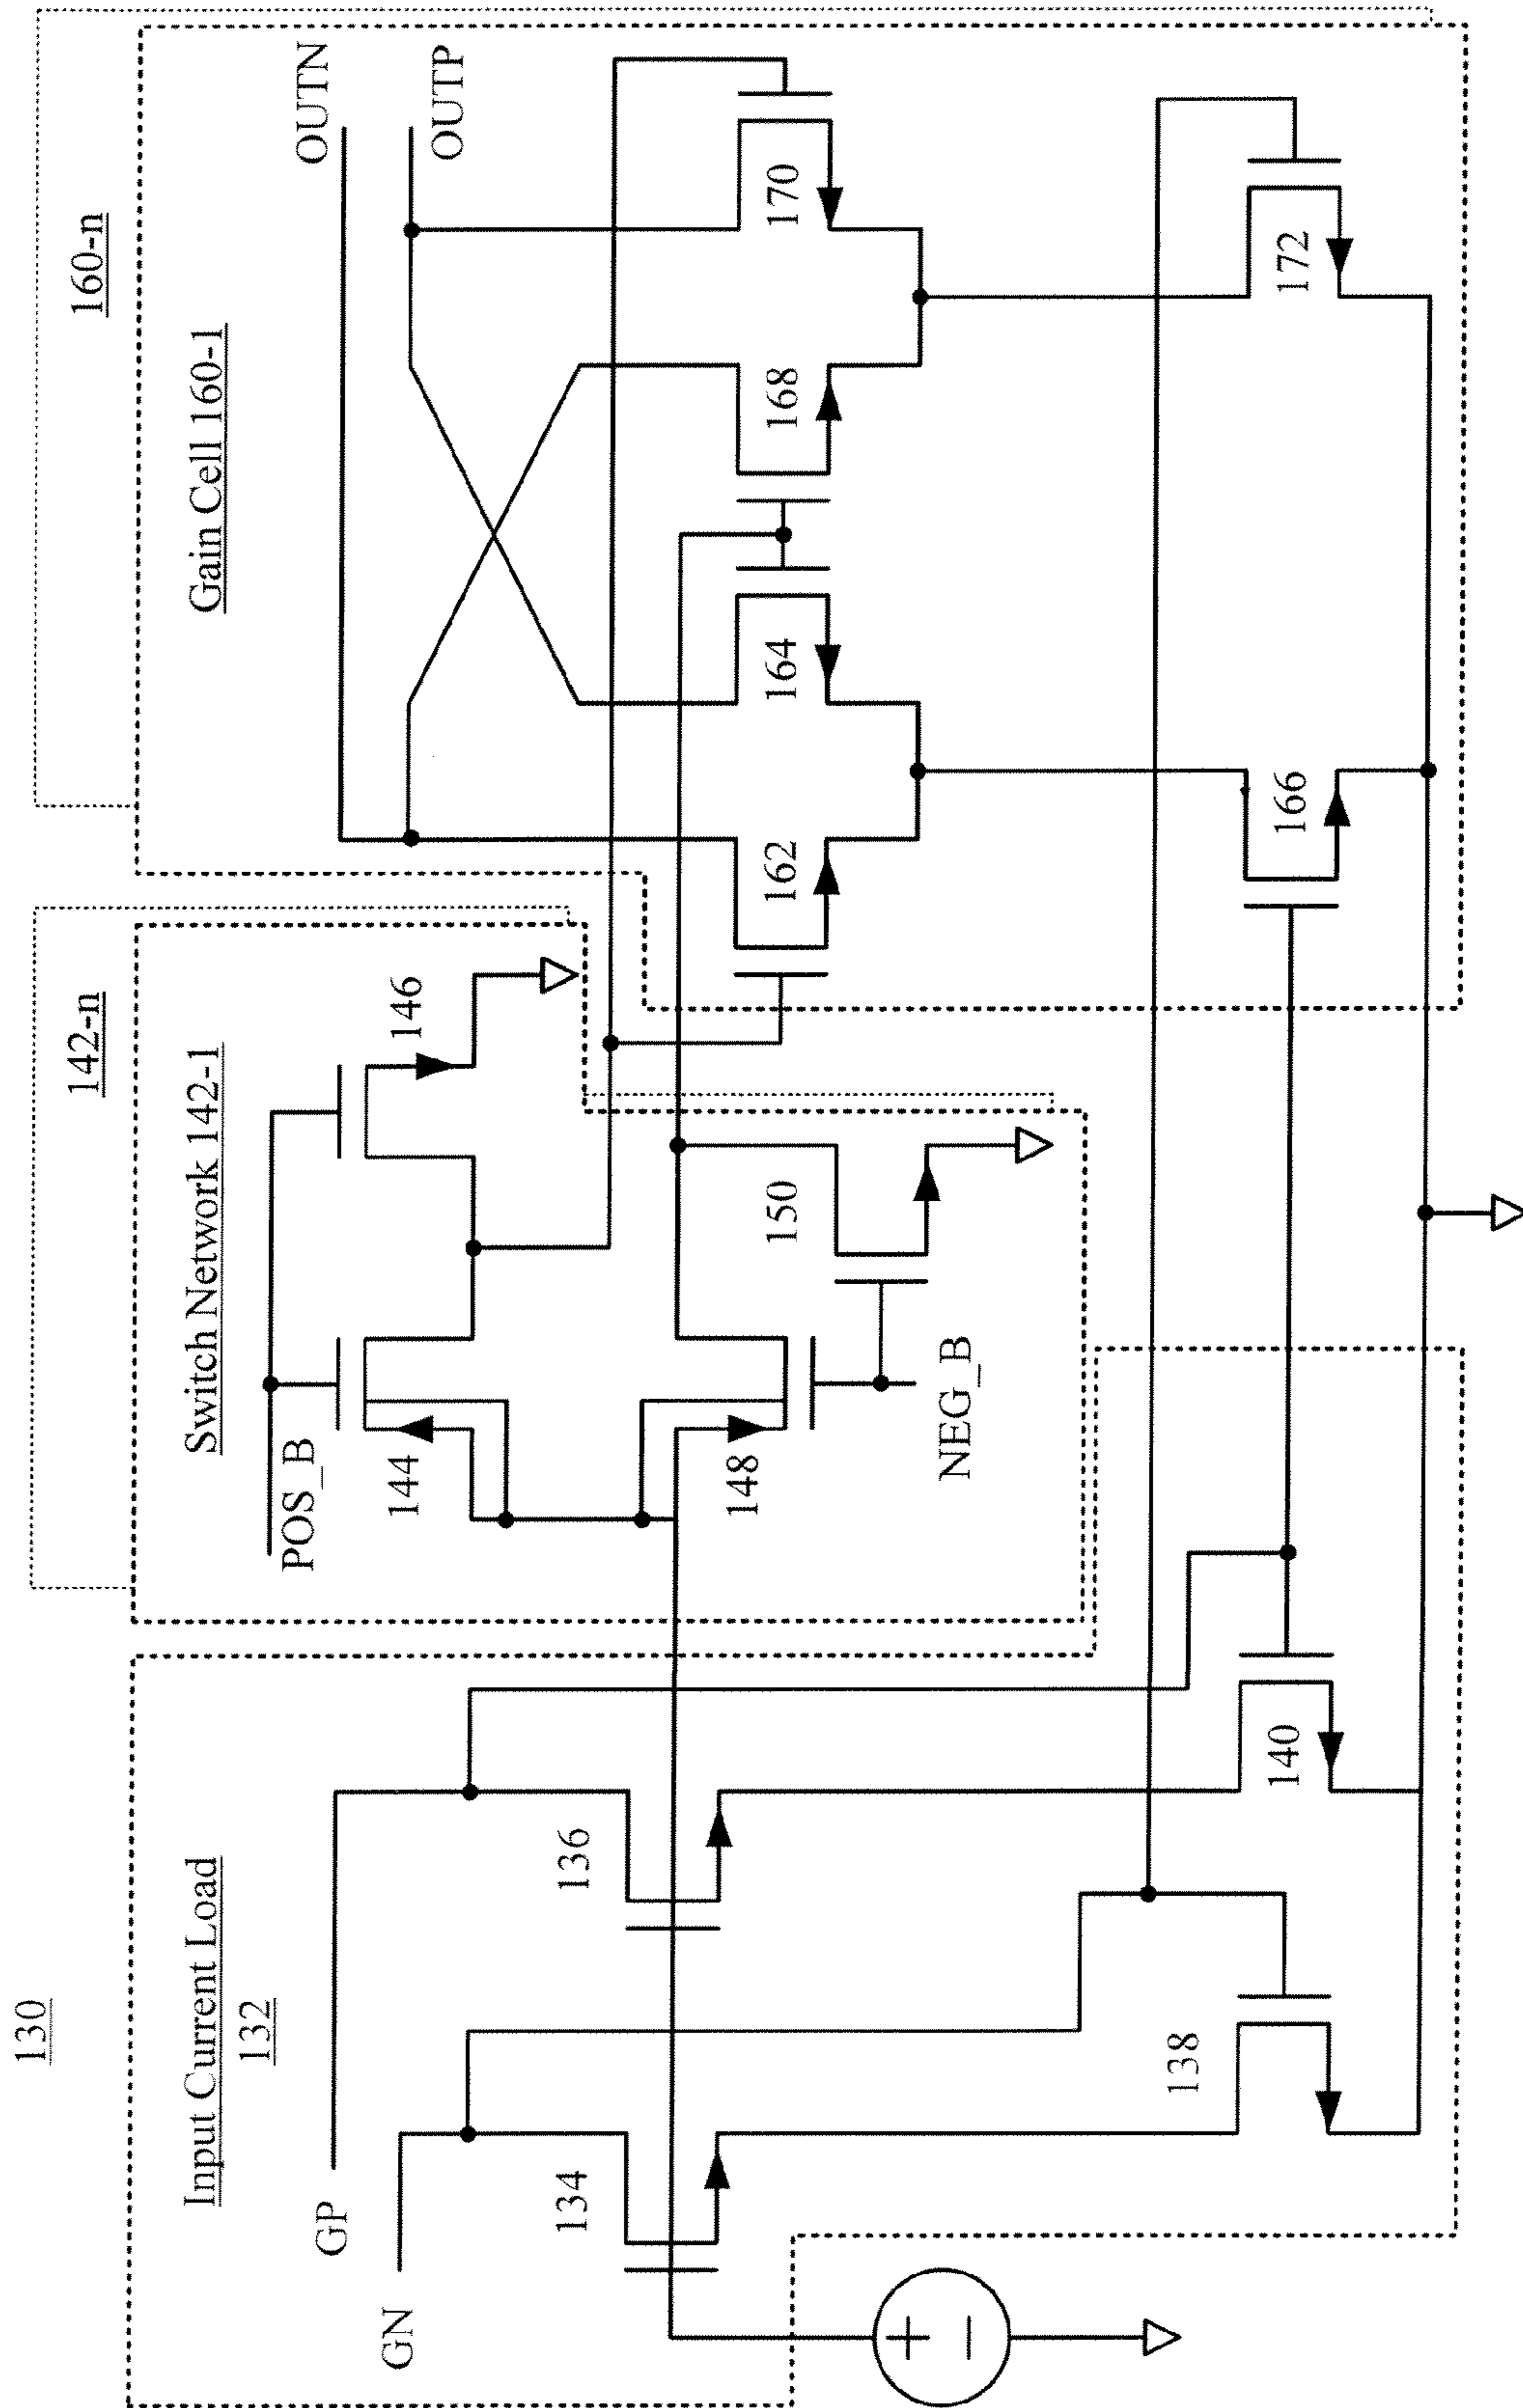 130
Input Current Load
132
GP
GN
134
136
138
140
142-n
Switch Network 142-1
POS_B
144
146
148
150
NEG_B
160-n
Gain Cell 160-1
OUTN
OUTP
162
164
168
170
166
172
+
−